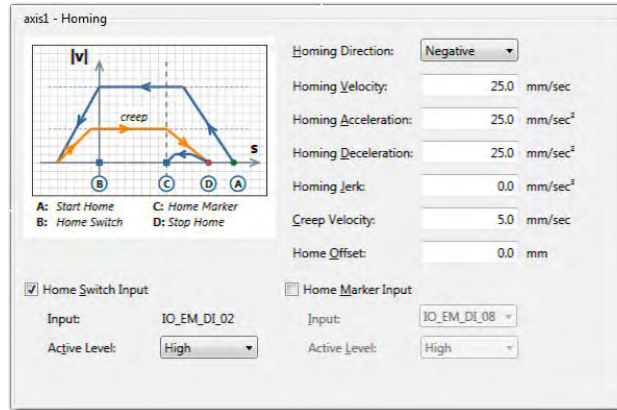 axis1 - Homing
|v|
creep
s
B C D A
A: Start Home C: Home Marker
B: Home Switch D: Stop Home
Homing Direction: Negative
Homing Velocity: 25.0 mm/sec
Homing Acceleration: 25.0 mm/sec²
Homing Deceleration: 25.0 mm/sec²
Homing Jerk: 0.0 mm/sec³
Creep Velocity: 5.0 mm/sec
Home Offset: 0.0 mm
Home Switch Input
Input: IO_EM_DI_02
Active Level: High
Home Marker Input
Input: IO_EM_DI_08
Active Level: High